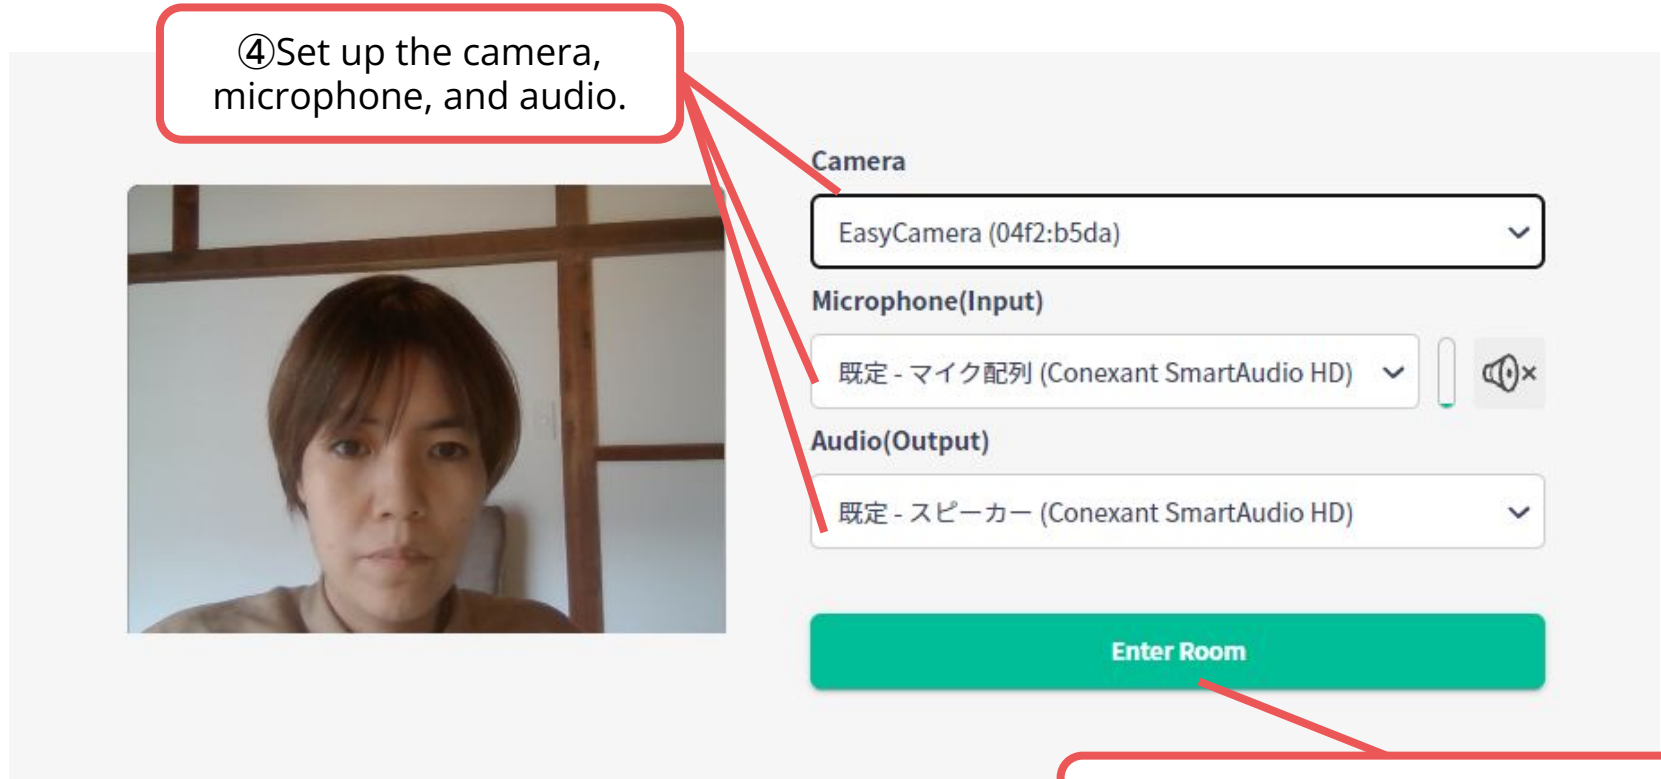 ④Set up the camera,
microphone, and audio.
Camera
EasyCamera (04f2:b5da)
Microphone(Input)
既定 - マイク配列 (Conexant SmartAudio HD)
Audio(Output)
既定 - スピーカー (Conexant SmartAudio HD)
Enter Room